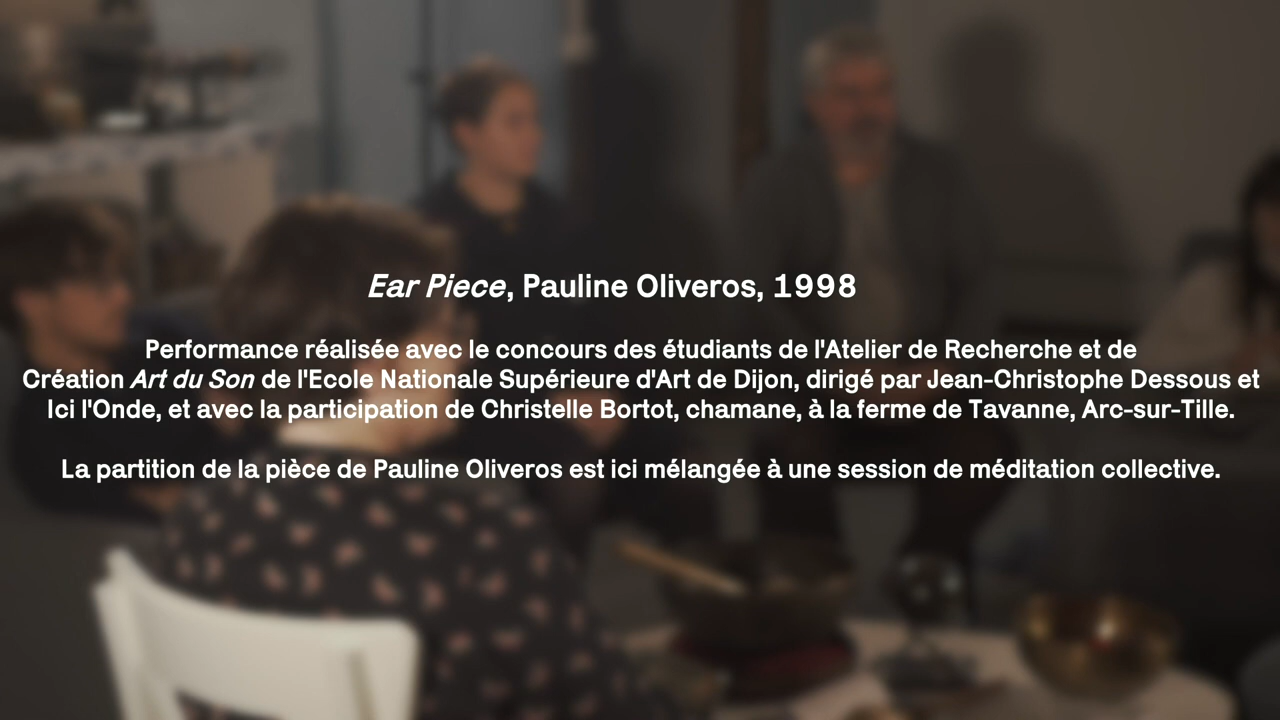 Ear Piece, Pauline Oliveros, 1998
Performance réalisée avec le concours des étudiants de l'Atelier de Recherche et de
Création Art du Son de l'Ecole Nationale Supérieure d'Art de Dijon, dirigé par Jean-Christophe Dessous et
Ici l'Onde, et avec la participation de Christelle Bortot, chamane, à la ferme de Tavanne, Arc-sur-Tille.
La partition de la pièce de Pauline Oliveros est ici mélangée à une session de méditation collective.